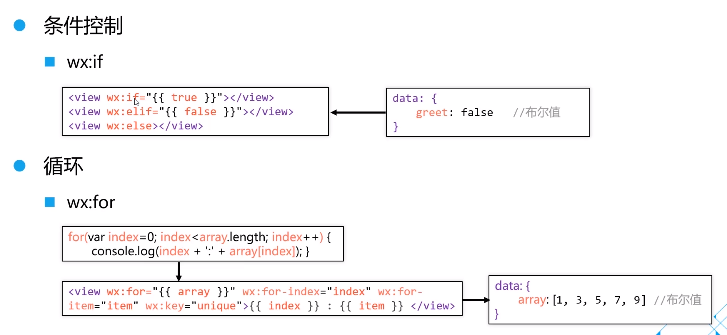 条件控制
wx:if
<view wx:if="{{ true }}"></view>
<view wx:elif="{{ false }}"></view>
<view wx:else></view>
data: {
greet: false //布尔值
}
循环
wx:for
for(var index=0; index<array.length; index++) {
console.log(index + ':' + array[index]); }
<view wx:for="{{ array }}" wx:for-index="index" wx:for-
item="item" wx:key="unique">{{ index }} : {{ item }} </view>
data: {
array: [1, 3, 5, 7, 9] //布尔值
}